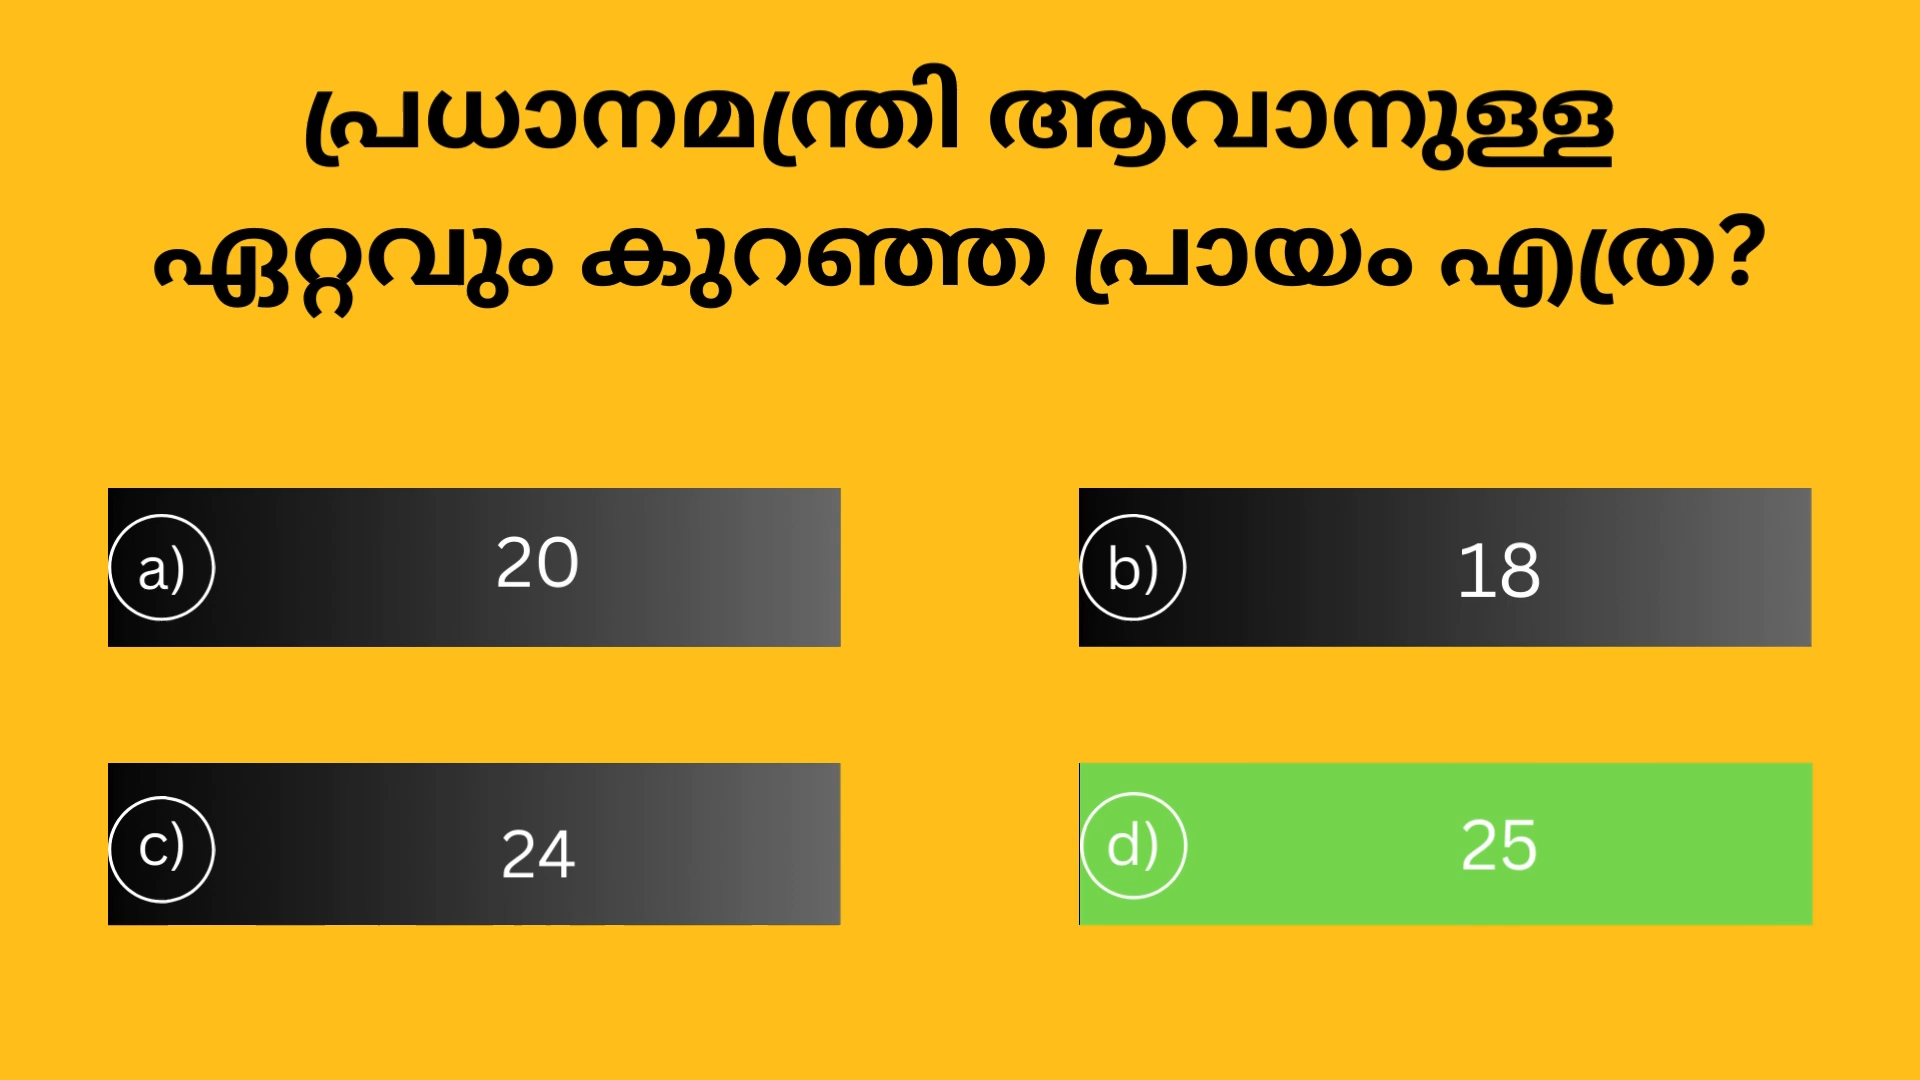 പ്രധാനമന്ത്രി ആവാനുള്ള
ഏറ്റവും കുറഞ്ഞ പ്രായം എത്ര?
a) 20
b) 18
c) 24
d) 25